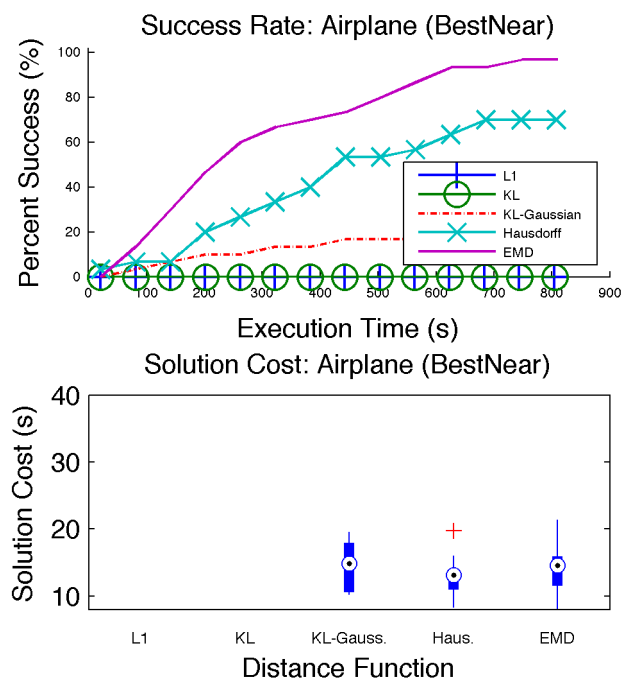 Success Rate: Airplane (BestNear)
Percent Success (%)
100
80
60
40
20
0
0 100 200 300 400 500 600 700 800 900
L1
KL
KL-Gaussian
Hausdorff
EMD
Execution Time (s)
Solution Cost: Airplane (BestNear)
Solution Cost (s)
40
30
20
10
L1 KL KL-Gauss. Haus. EMD
Distance Function